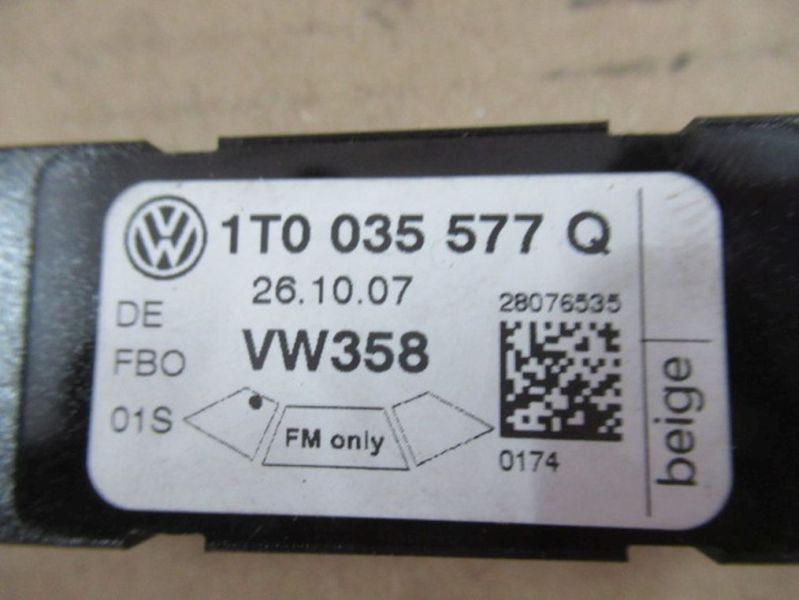 1T0 035 577 Q
26.10.07
28076535
DE
VW358
FBO
01S
FM only
0174
beige